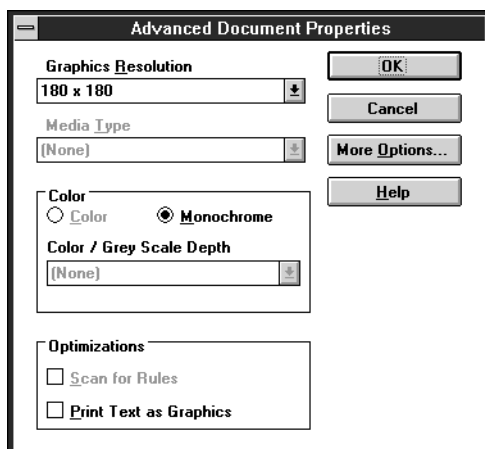 Advanced Document Properties
Graphics Resolution
180 x 180
Media Type
(None)
Color
Color Monochrome
Color / Grey Scale Depth
(None)
Optimizations
Scan for Rules
Print Text as Graphics
OK
Cancel
More Options...
Help